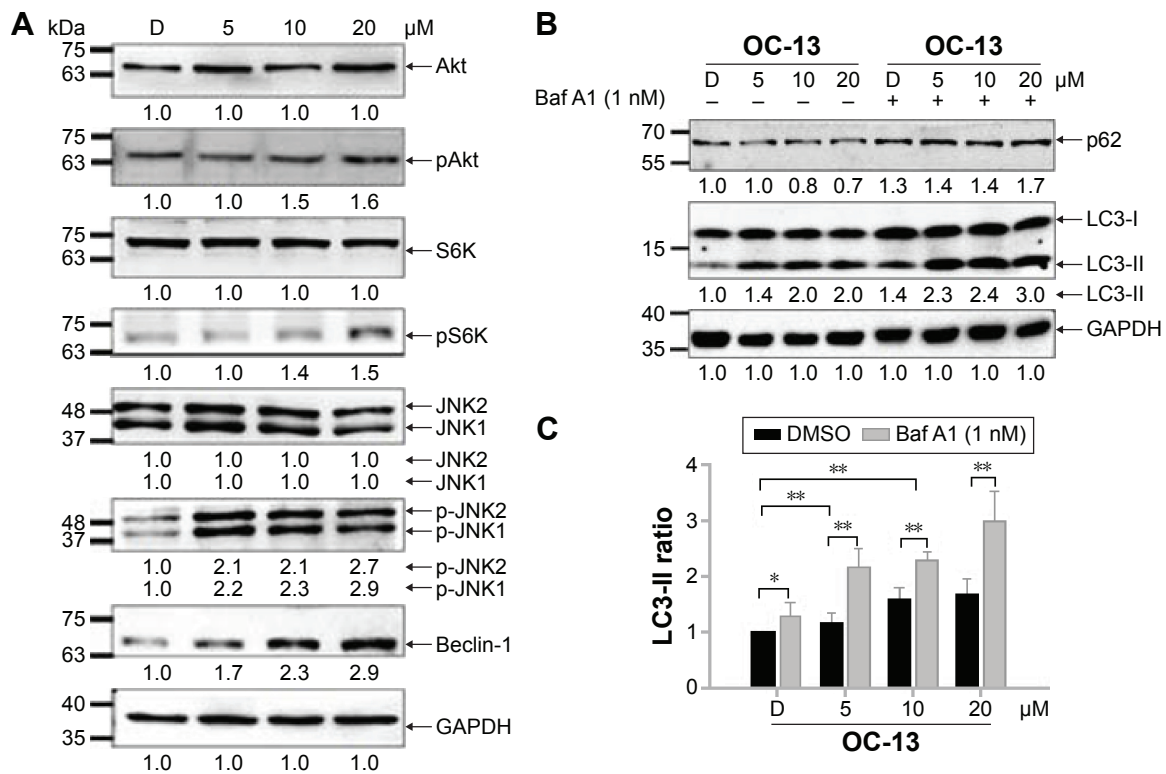 A
kDa D 5 10 20 μM
75
63
Akt
1.0 1.0 1.0 1.0
75
63
pAkt
1.0 1.0 1.5 1.6
75
63
S6K
1.0 1.0 1.0 1.0
75
63
pS6K
1.0 1.0 1.4 1.5
48
37
JNK2
JNK1
1.0 1.0 1.0 1.0 JNK2
1.0 1.0 1.0 1.0 JNK1
48
37
p-JNK2
p-JNK1
1.0 2.1 2.1 2.7 p-JNK2
1.0 2.2 2.3 2.9 p-JNK1
75
63
Beclin-1
1.0 1.7 2.3 2.9
40
35
GAPDH
1.0 1.0 1.0 1.0
B
OC-13 OC-13
D 5 10 20 D 5 10 20 μM
Baf A1 (1 nM) – – – – + + + +
70
55
p62
1.0 1.0 0.8 0.7 1.3 1.4 1.4 1.7
15
LC3-I
LC3-II
1.0 1.4 2.0 2.0 1.4 2.3 2.4 3.0 LC3-II
40
35
GAPDH
1.0 1.0 1.0 1.0 1.0 1.0 1.0 1.0
C
DMSO Baf A1 (1 nM)
LC3-II ratio
4
3
2
1
0
** ** **
** **
*
D 5 10 20 μM
OC-13